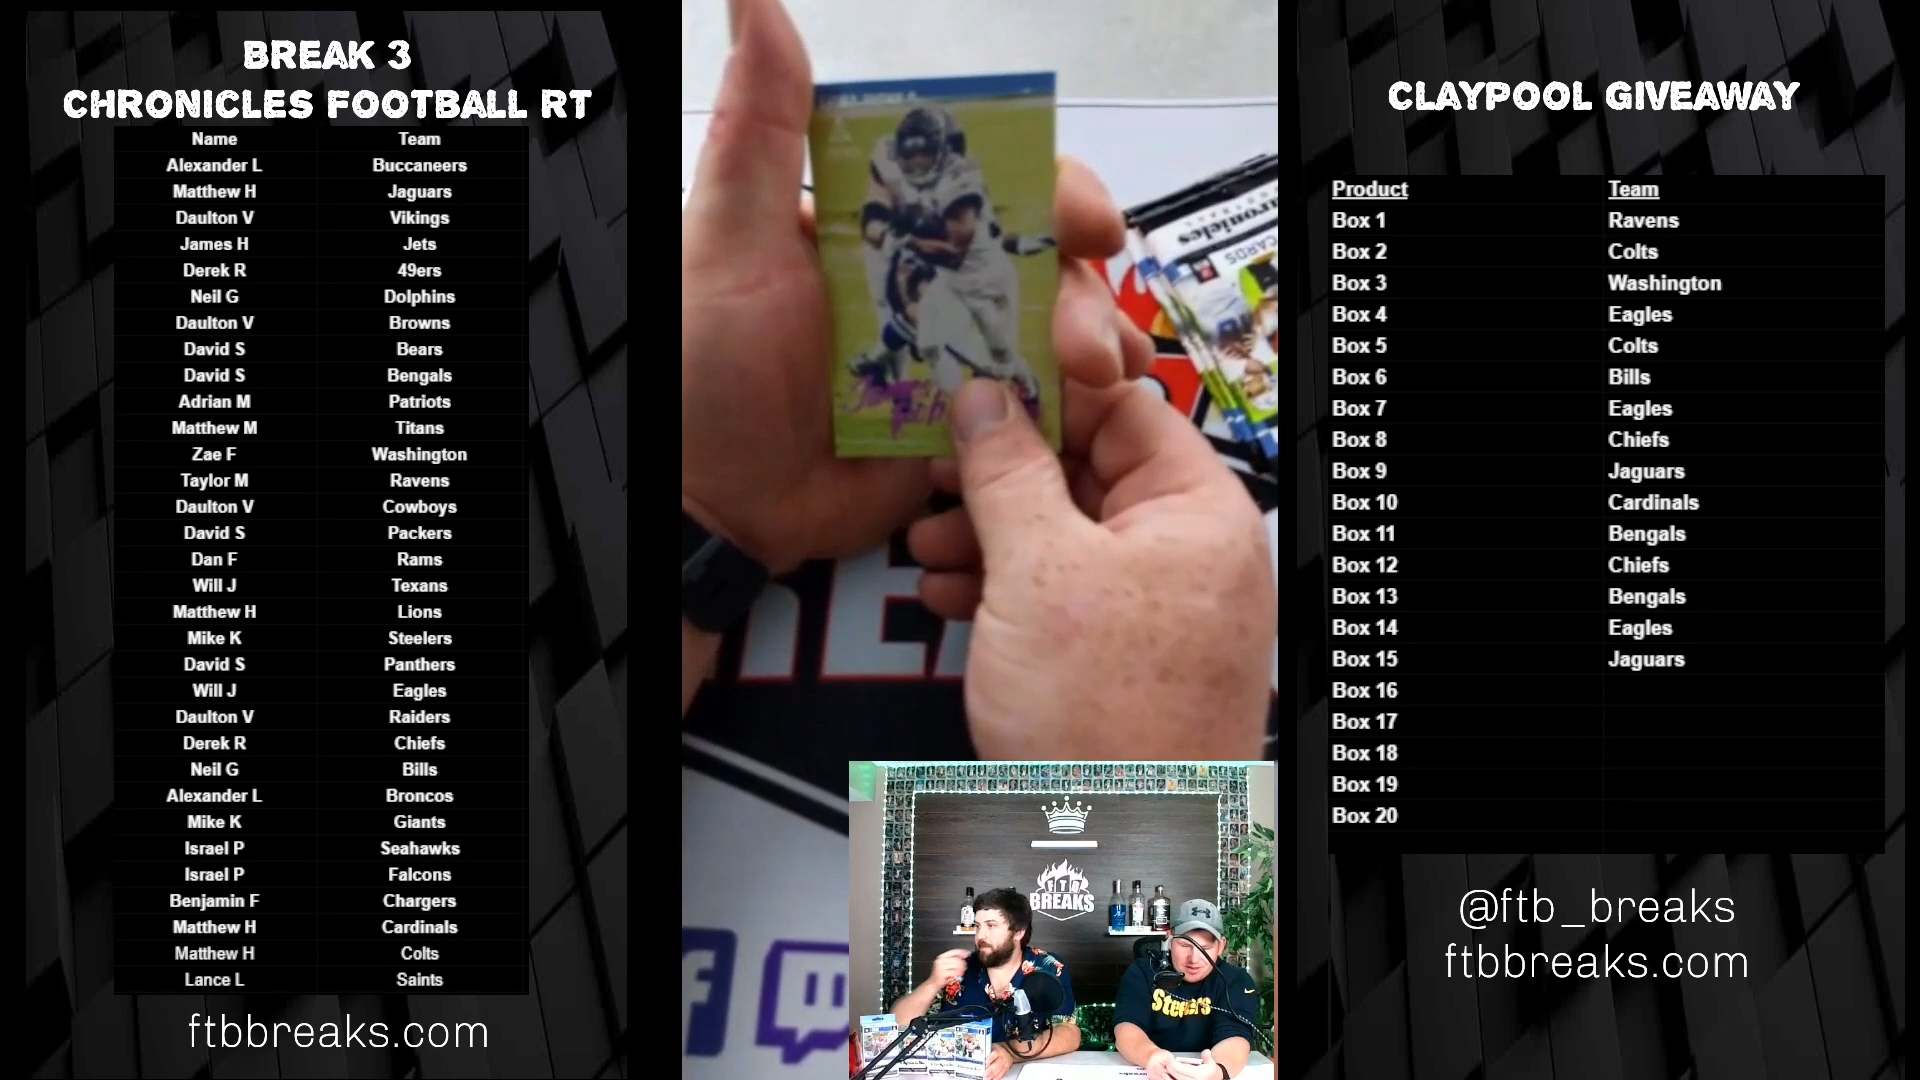 BREAK 3
CHRONICLES FOOTBALL RT
Name Team
Alexander L Buccaneers
Matthew H Jaguars
Daulton V Vikings
James H Jets
Derek R 49ers
Neil G Dolphins
Daulton V Browns
David S Bears
David S Bengals
Adrian M Patriots
Matthew M Titans
Zae F Washington
Taylor M Ravens
Daulton V Cowboys
David S Packers
Dan F Rams
Will J Texans
Matthew H Lions
Mike K Steelers
David S Panthers
Will J Eagles
Daulton V Raiders
Derek R Chiefs
Neil G Bills
Alexander L Broncos
Mike K Giants
Israel P Seahawks
Israel P Falcons
Benjamin F Chargers
Matthew H Cardinals
Matthew H Colts
Lance L Saints
ftbbreaks.com
CARDS
FTB
BREAKS
Steelers
CLAYPOOL GIVEAWAY
Product Team
Box 1 Ravens
Box 2 Colts
Box 3 Washington
Box 4 Eagles
Box 5 Colts
Box 6 Bills
Box 7 Eagles
Box 8 Chiefs
Box 9 Jaguars
Box 10 Cardinals
Box 11 Bengals
Box 12 Chiefs
Box 13 Bengals
Box 14 Eagles
Box 15 Jaguars
Box 16
Box 17
Box 18
Box 19
Box 20
@ftb_breaks
ftbbreaks.com